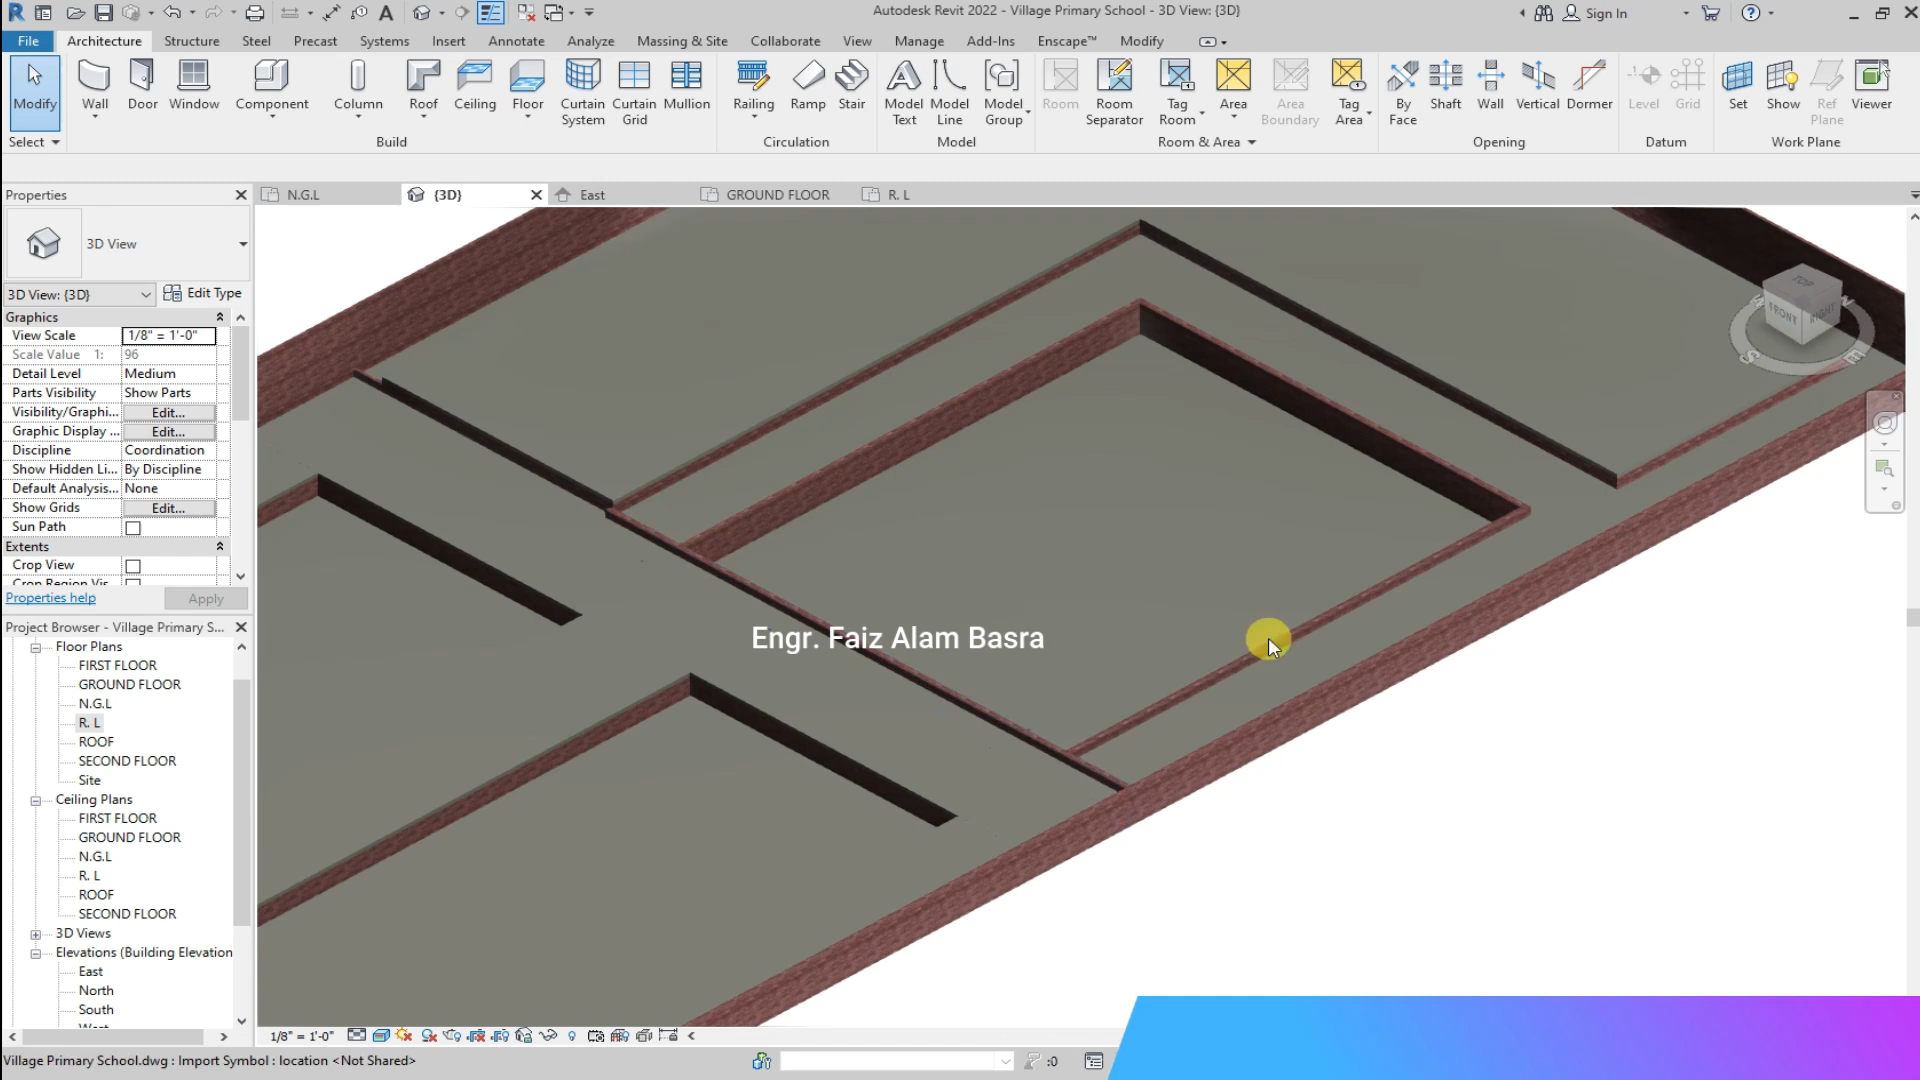 Autodesk Revit 2022 - Village Primary School - 3D View: {3D}
Sign In
File Architecture Structure Steel Precast Systems Insert Annotate Analyze Massing & Site Collaborate View Manage Add-Ins Enscape™ Modify
Modify Wall Door Window Component Column Roof Ceiling Floor Curtain System Curtain Grid Mullion Railing Ramp Stair Model Text Model Line Model Group Room Room Separator Tag Room Area Area Boundary Tag Area By Face Shaft Wall Vertical Dormer Level Grid Set Show Ref Plane Viewer
Select Build Circulation Model Room & Area Opening Datum Work Plane
Properties
N.G.L {3D} East GROUND FLOOR R. L
3D View
3D View: {3D} Edit Type
Graphics
View Scale 1/8" = 1'-0"
Scale Value 1: 96
Detail Level Medium
Parts Visibility Show Parts
Visibility/Graphi... Edit...
Graphic Display ... Edit...
Discipline Coordination
Show Hidden Li... By Discipline
Default Analysis... None
Show Grids Edit...
Sun Path
Extents
Crop View
Crop Region Vis
Properties help Apply
Project Browser - Village Primary S...
Floor Plans
FIRST FLOOR
GROUND FLOOR
N.G.L
R. L
ROOF
SECOND FLOOR
Site
Ceiling Plans
FIRST FLOOR
GROUND FLOOR
N.G.L
R. L
ROOF
SECOND FLOOR
3D Views
Elevations (Building Elevation
East
North
South
West
TOP
FRONT RIGHT
S E
Engr. Faiz Alam Basra
1/8" = 1'-0"
Village Primary School.dwg : Import Symbol : location <Not Shared>
:0